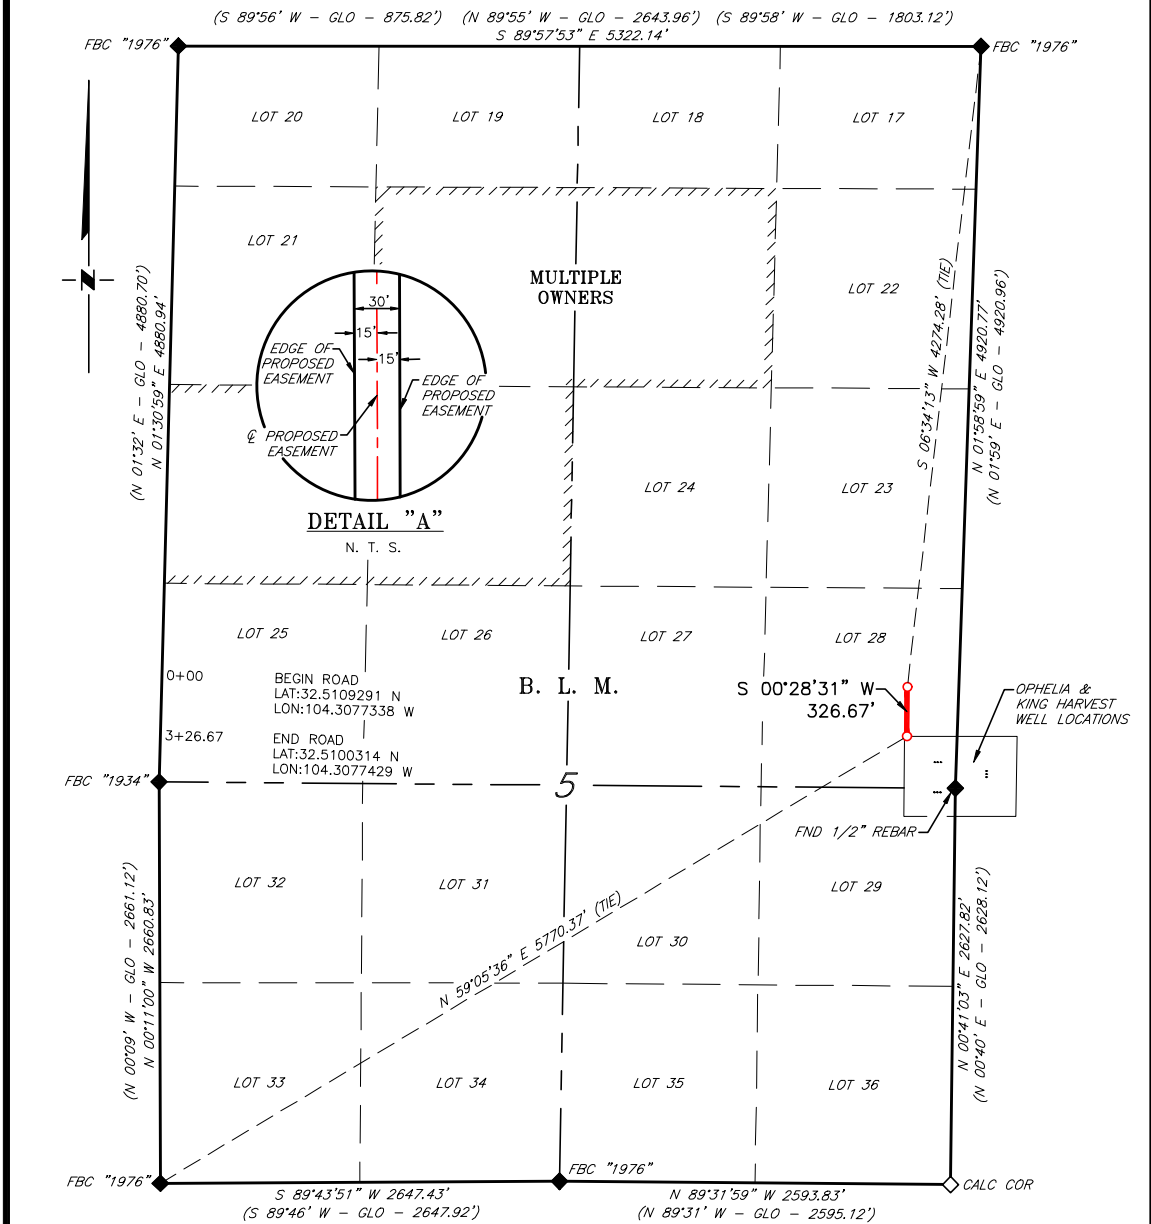 (S 89°56' W - GLO - 875.82') (N 89°55' W - GLO - 2643.96') (S 89°58' W - GLO - 1803.12')
S 89°57'53" E 5322.14'
FBC "1976"
FBC "1976"
LOT 20
LOT 19
LOT 18
LOT 17
N
LOT 21
MULTIPLE
OWNERS
LOT 22
(N 01°32' E - GLO - 4880.70')
N 01°30'59" E 4880.94'
S 06°34'13" W 4274.28' (TIE)
N 01°58'59" E 4920.77'
(N 01°59' E - GLO - 4920.96')
30'
15'
15'
EDGE OF
PROPOSED
EASEMENT
EDGE OF
PROPOSED
EASEMENT
℄ PROPOSED
EASEMENT
DETAIL "A"
N. T. S.
LOT 24
LOT 23
LOT 25
LOT 26
LOT 27
LOT 28
0+00
BEGIN ROAD
LAT:32.5109291 N
LON:104.3077338 W
3+26.67
END ROAD
LAT:32.5100314 N
LON:104.3077429 W
B. L. M.
S 00°28'31" W
326.67'
OPHELIA &
KING HARVEST
WELL LOCATIONS
FBC "1934"
5
FND 1/2" REBAR
LOT 32
LOT 31
LOT 29
LOT 30
(N 00°09' W - GLO - 2661.12')
N 00°11'00" W 2660.83'
N 59°05'36" E 5770.37' (TIE)
N 00°41'03" E 2627.82'
(N 00°40' E - GLO - 2628.12')
LOT 33
LOT 34
LOT 35
LOT 36
FBC "1976"
FBC "1976"
CALC COR
S 89°43'51" W 2647.43'
(S 89°46' W - GLO - 2647.92')
N 89°31'59" W 2593.83'
(N 89°31' W - GLO - 2595.12')